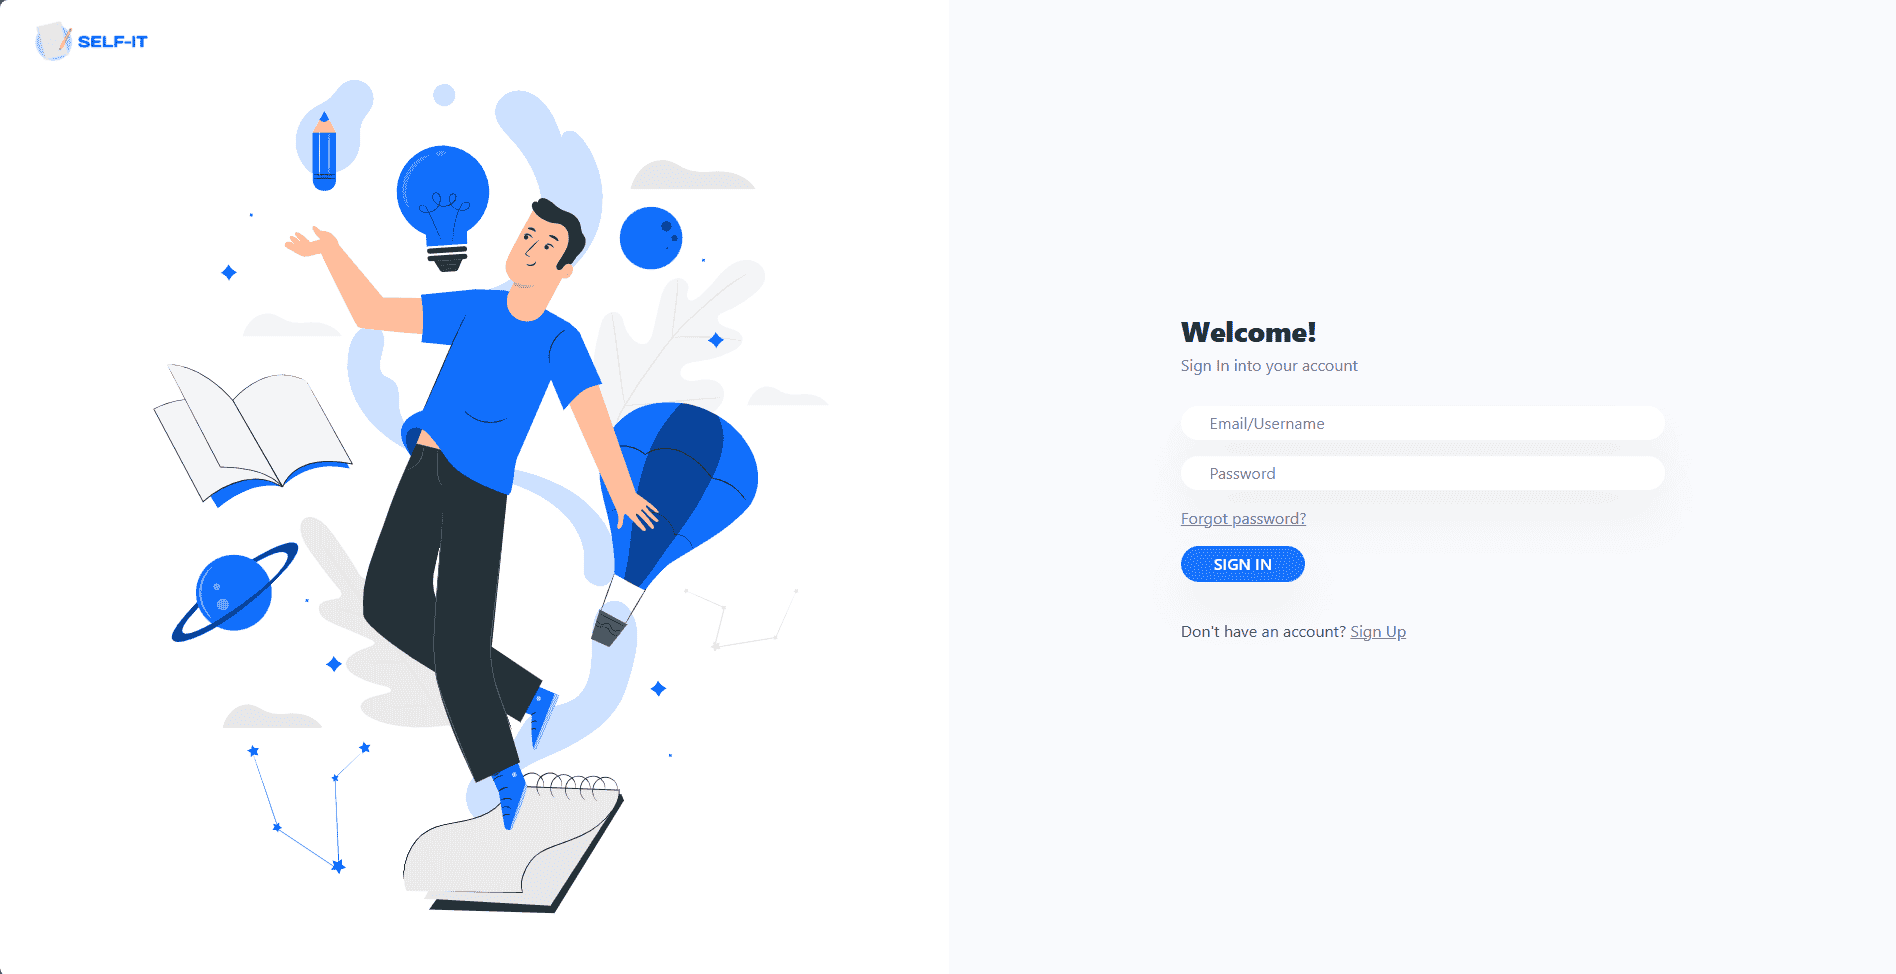 SELF-IT
Welcome!
Sign In into your account
Email/Username
Password
Forgot password?
SIGN IN
Don't have an account? Sign Up